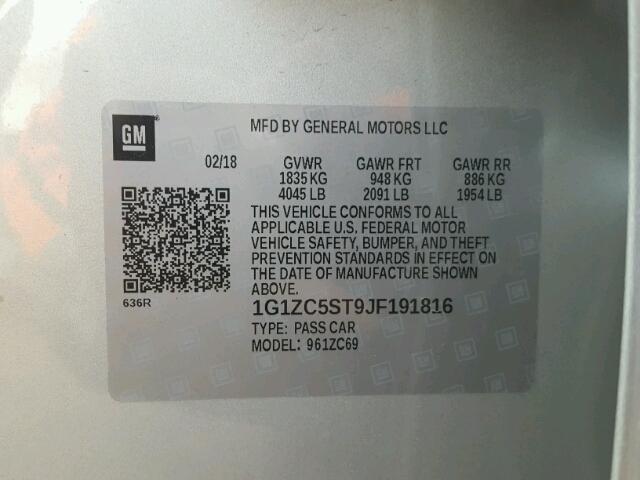 GM
MFD BY GENERAL MOTORS LLC
02/18 GVWR GAWR FRT GAWR RR
1835 KG 948 KG 886 KG
4045 LB 2091 LB 1954 LB
THIS VEHICLE CONFORMS TO ALL
APPLICABLE U.S. FEDERAL MOTOR
VEHICLE SAFETY, BUMPER, AND THEFT
PREVENTION STANDARDS IN EFFECT ON
THE DATE OF MANUFACTURE SHOWN
ABOVE.
636R
1G1ZC5ST9JF191816
TYPE: PASS CAR
MODEL: 961ZC69